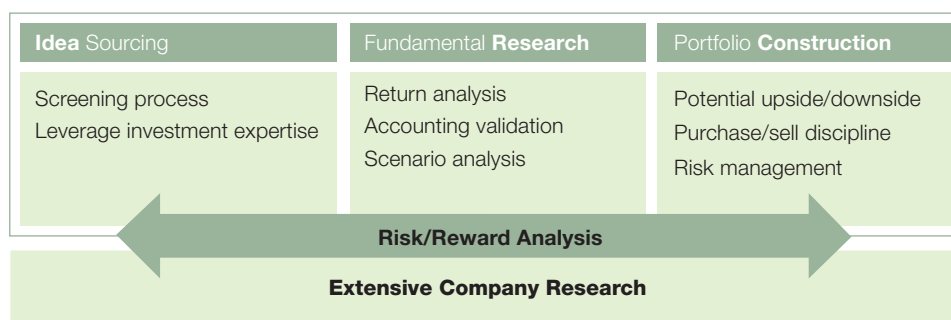 Idea Sourcing
Screening process
Leverage investment expertise
Fundamental Research
Return analysis
Accounting validation
Scenario analysis
Portfolio Construction
Potential upside/downside
Purchase/sell discipline
Risk management
Risk/Reward Analysis
Extensive Company Research